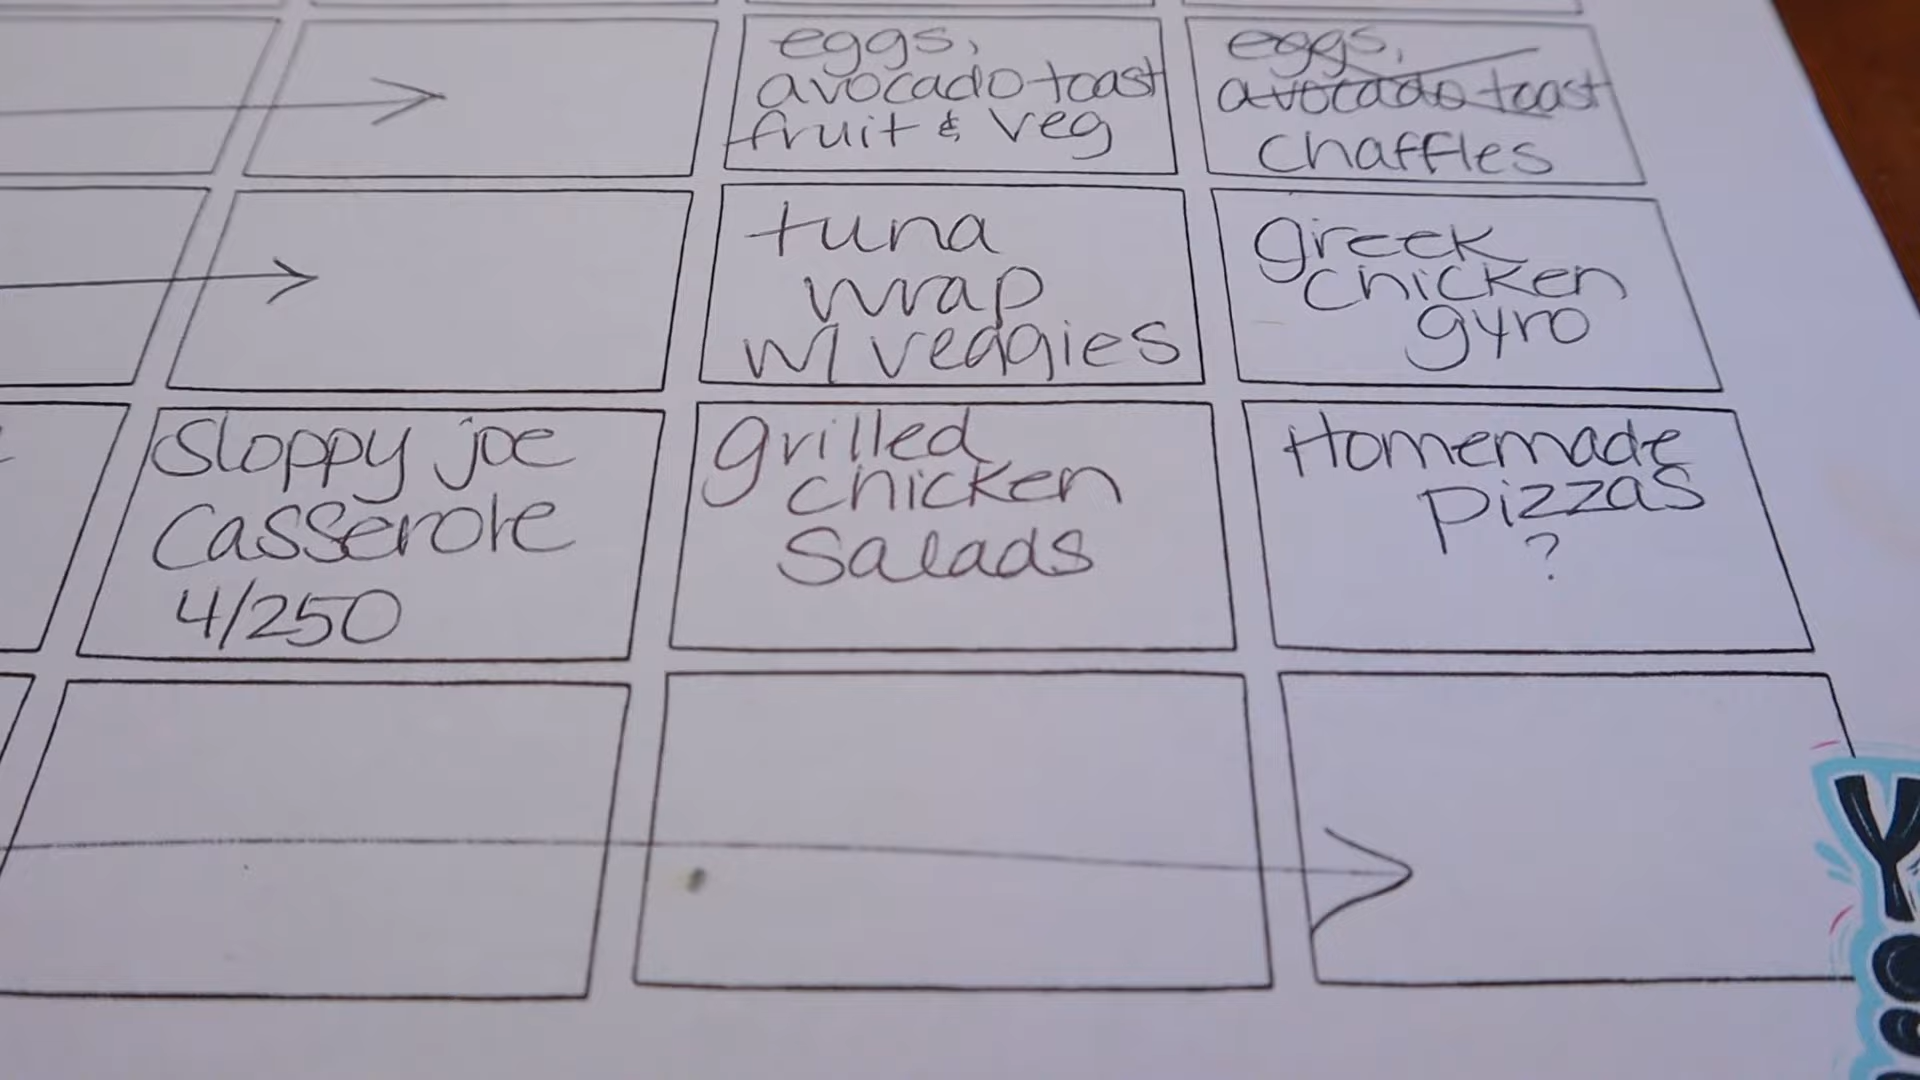 eggs,
avocado toast
fruit & veg
eggs,
avocado toast
chaffles
tuna
wrap
w/ veggies
greek
chicken
gyro
Sloppy joe
Casserole
4/250
grilled
chicken
Salads
Homemade
pizzas
?